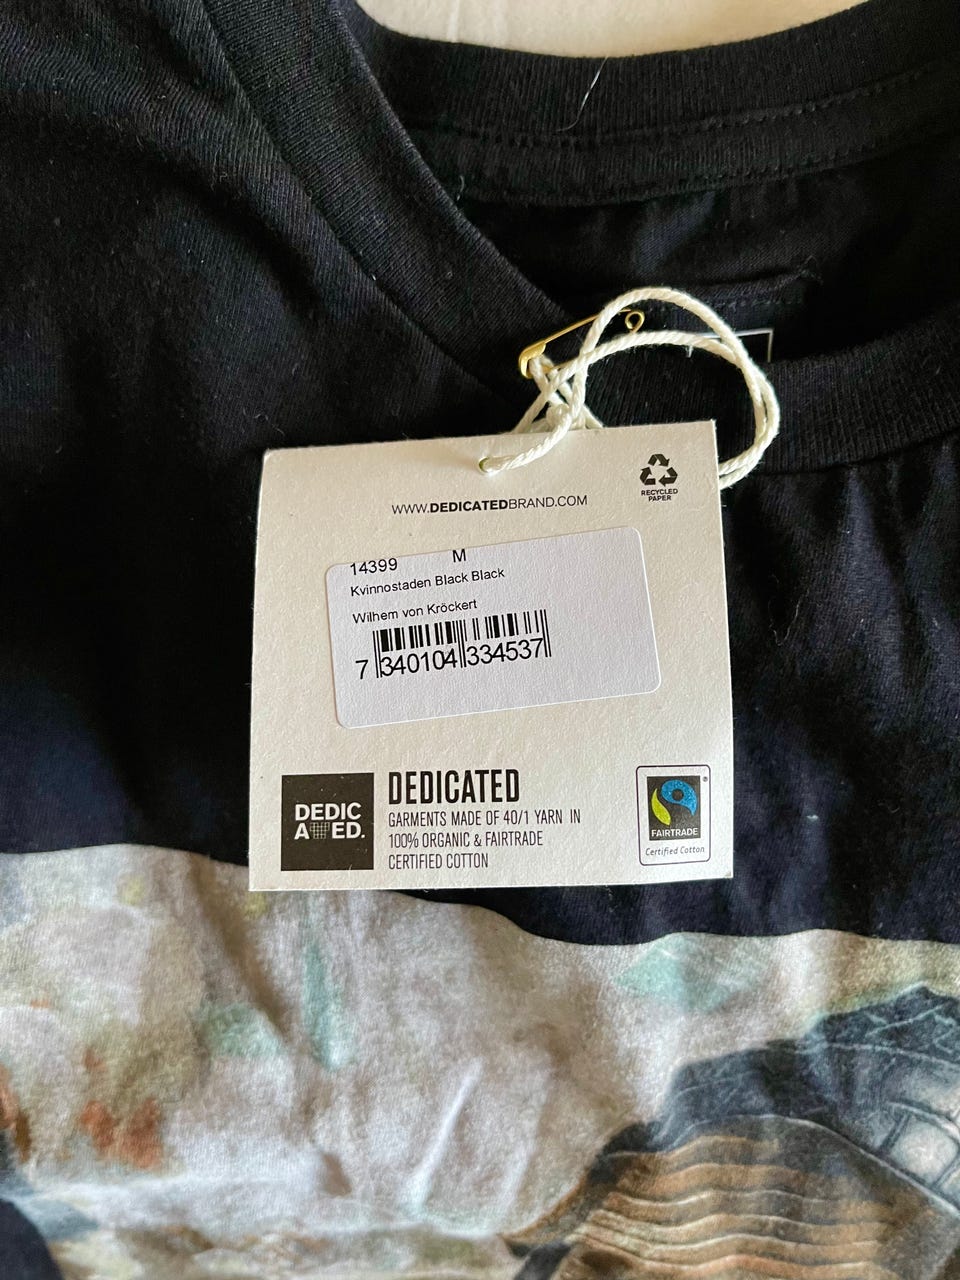 RECYCLED
PAPER
WWW.DEDICATEDBRAND.COM
14399 M
Kvinnostaden Black Black
Wilhem von Kröckert
7 340104 334537
DEDIC
ATED.
DEDICATED
GARMENTS MADE OF 40/1 YARN IN
100% ORGANIC & FAIRTRADE
CERTIFIED COTTON
®
FAIRTRADE
Certified Cotton